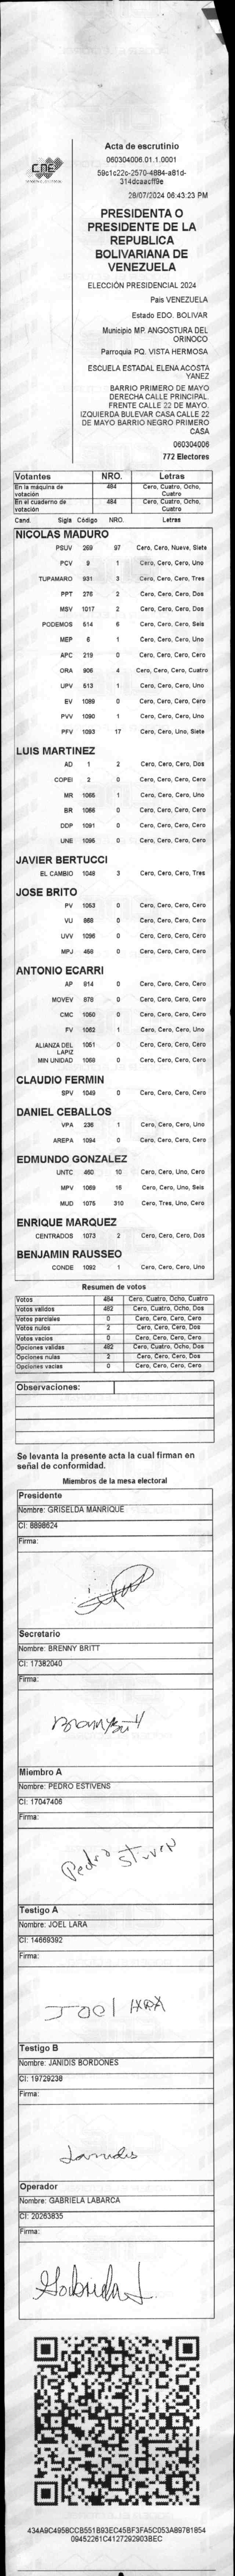 Acta de escrutinio
060304006.01.1.0001
59c1c22c-2570-4884-a81d-
314dcaacff9e
28/07/2024 06:43:23 PM
CNE
PRESIDENTA O
PRESIDENTE DE LA
REPUBLICA
BOLIVARIANA DE
VENEZUELA
ELECCIÓN PRESIDENCIAL 2024
Pais VENEZUELA
Estado EDO. BOLIVAR
Municipio MP. ANGOSTURA DEL
ORINOCO
Parroquia PQ. VISTA HERMOSA
ESCUELA ESTADAL ELENA ACOSTA
YANEZ
BARRIO PRIMERO DE MAYO
DERECHA CALLE PRINCIPAL.
FRENTE CALLE 22 DE MAYO.
IZQUIERDA BULEVAR CASA CALLE 22
DE MAYO BARRIO NEGRO PRIMERO
CASA
060304006
772 Electores
Votantes NRO. Letras
En la máquina de votación 484 Cero, Cuatro, Ocho, Cuatro
En el cuaderno de votación 484 Cero, Cuatro, Ocho, Cuatro
Cand. Sigla Código NRO. Letras
NICOLAS MADURO
PSUV 269 97 Cero, Cero, Nueve, Siete
PCV 9 1 Cero, Cero, Cero, Uno
TUPAMARO 931 3 Cero, Cero, Cero, Tres
PPT 276 2 Cero, Cero, Cero, Dos
MSV 1017 2 Cero, Cero, Cero, Dos
PODEMOS 514 6 Cero, Cero, Cero, Seis
MEP 6 1 Cero, Cero, Cero, Uno
APC 219 0 Cero, Cero, Cero, Cero
ORA 906 4 Cero, Cero, Cero, Cuatro
UPV 513 1 Cero, Cero, Cero, Uno
EV 1089 0 Cero, Cero, Cero, Cero
PVV 1090 1 Cero, Cero, Cero, Uno
PFV 1093 17 Cero, Cero, Uno, Siete
LUIS MARTINEZ
AD 1 2 Cero, Cero, Cero, Dos
COPEI 2 0 Cero, Cero, Cero, Cero
MR 1065 1 Cero, Cero, Cero, Uno
BR 1066 0 Cero, Cero, Cero, Cero
DDP 1091 0 Cero, Cero, Cero, Cero
UNE 1095 0 Cero, Cero, Cero, Cero
JAVIER BERTUCCI
EL CAMBIO 1048 3 Cero, Cero, Cero, Tres
JOSE BRITO
PV 1053 0 Cero, Cero, Cero, Cero
VU 868 0 Cero, Cero, Cero, Cero
UVV 1096 0 Cero, Cero, Cero, Cero
MPJ 456 0 Cero, Cero, Cero, Cero
ANTONIO ECARRI
AP 814 0 Cero, Cero, Cero, Cero
MOVEV 878 0 Cero, Cero, Cero, Cero
CMC 1050 0 Cero, Cero, Cero, Cero
FV 1062 1 Cero, Cero, Cero, Uno
ALIANZA DEL LAPIZ 1051 0 Cero, Cero, Cero, Cero
MIN UNIDAD 1068 0 Cero, Cero, Cero, Cero
CLAUDIO FERMIN
SPV 1049 0 Cero, Cero, Cero, Cero
DANIEL CEBALLOS
VPA 236 1 Cero, Cero, Cero, Uno
AREPA 1094 0 Cero, Cero, Cero, Cero
EDMUNDO GONZALEZ
UNTC 460 10 Cero, Cero, Uno, Cero
MPV 1069 16 Cero, Cero, Uno, Seis
MUD 1075 310 Cero, Tres, Uno, Cero
ENRIQUE MARQUEZ
CENTRADOS 1073 2 Cero, Cero, Cero, Dos
BENJAMIN RAUSSEO
CONDE 1092 1 Cero, Cero, Cero, Uno
Resumen de votos
Votos 484 Cero, Cuatro, Ocho, Cuatro
Votos validos 482 Cero, Cuatro, Ocho, Dos
Votos parciales 0 Cero, Cero, Cero, Cero
Votos nulos 2 Cero, Cero, Cero, Dos
Votos vacios 0 Cero, Cero, Cero, Cero
Opciones validas 482 Cero, Cuatro, Ocho, Dos
Opciones nulas 2 Cero, Cero, Cero, Dos
Opciones vacias 0 Cero, Cero, Cero, Cero
Observaciones:
Se levanta la presente acta la cual firman en
señal de conformidad.
Miembros de la mesa electoral
Presidente
Nombre: GRISELDA MANRIQUE
CI: 8898624
Firma:
Secretario
Nombre: BRENNY BRITT
CI: 17382040
Firma:
Miembro A
Nombre: PEDRO ESTIVENS
CI: 17047406
Firma:
Pedro Stiven
Testigo A
Nombre: JOEL LARA
CI: 14669392
Firma:
Joel LARA
Testigo B
Nombre: JANIDIS BORDONES
CI: 19729238
Firma:
Janidis
Operador
Nombre: GABRIELA LABARCA
CI: 20263835
Firma:
Gabriela L.
434A9C4958CCB551B93EC45BF3FA5C053A89781854
09452261C4127292903BEC